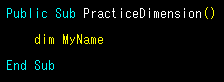 Public Sub PracticeDimension()
dim MyName
End Sub